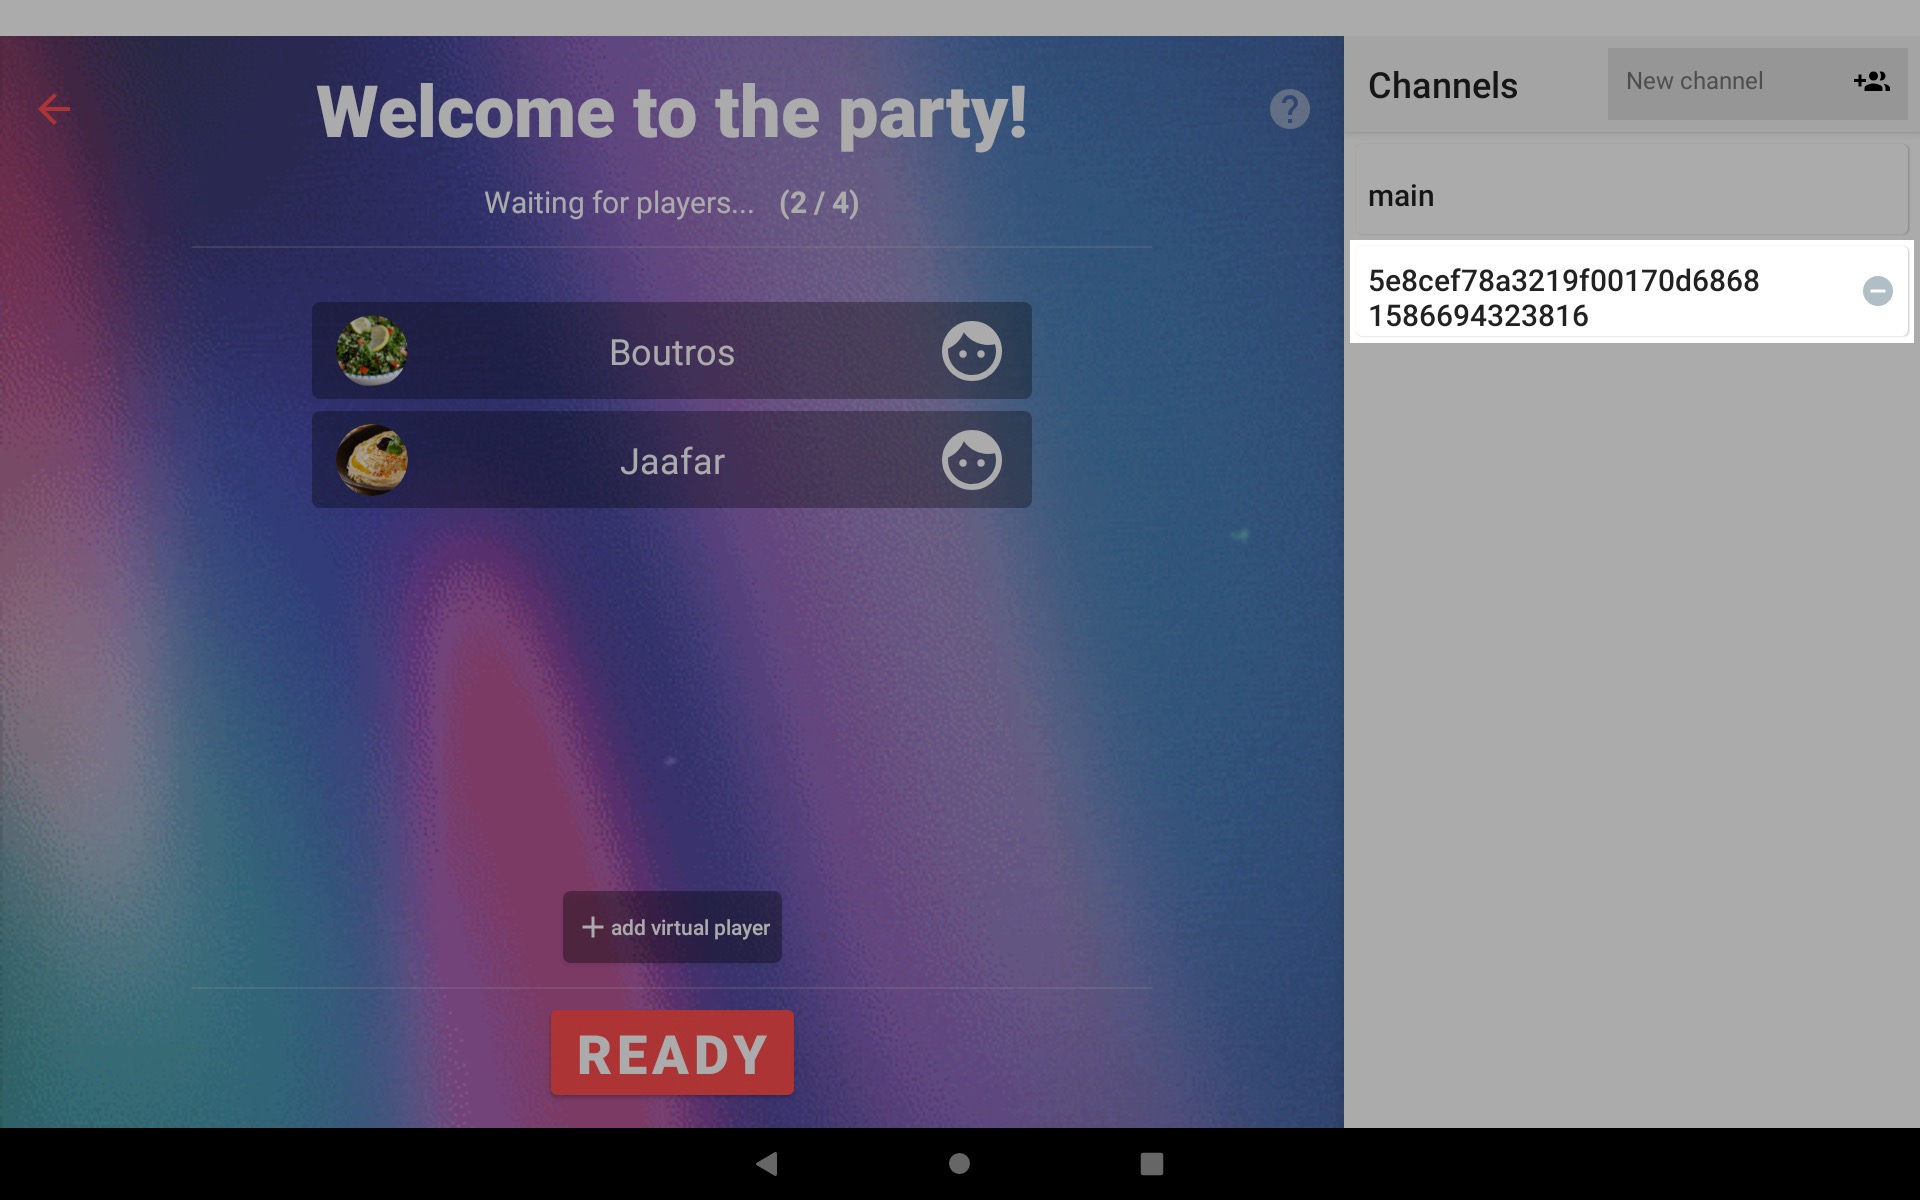 Welcome to the party!
Waiting for players... (2 / 4)
Boutros
Jaafar
+ add virtual player
READY
Channels
New channel
main
5e8cef78a3219f00170d6868
1586694323816